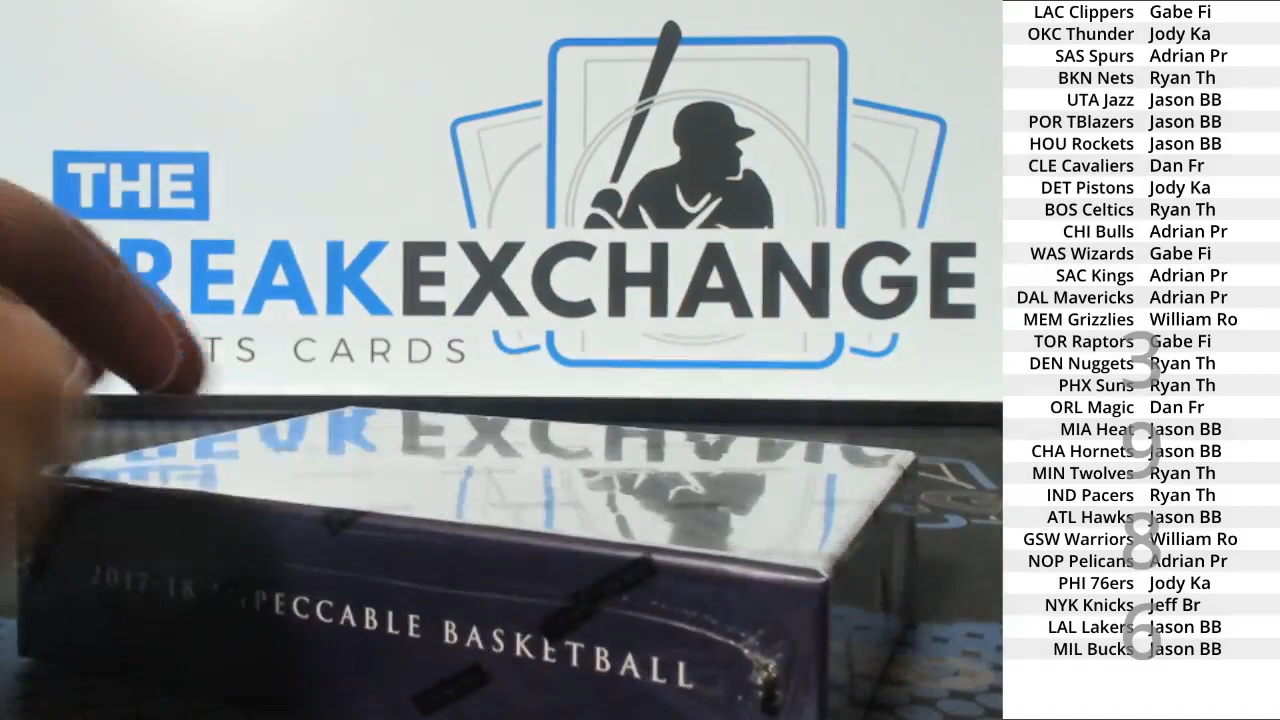 THE
REAKEXCHANGE
TS CARDS
2017-18 PECCABLE BASKETBALL
LAC Clippers Gabe Fi
OKC Thunder Jody Ka
SAS Spurs Adrian Pr
BKN Nets Ryan Th
UTA Jazz Jason BB
POR TBlazers Jason BB
HOU Rockets Jason BB
CLE Cavaliers Dan Fr
DET Pistons Jody Ka
BOS Celtics Ryan Th
CHI Bulls Adrian Pr
WAS Wizards Gabe Fi
SAC Kings Adrian Pr
DAL Mavericks Adrian Pr
MEM Grizzlies William Ro
TOR Raptors Gabe Fi
DEN Nuggets Ryan Th
PHX Suns Ryan Th
ORL Magic Dan Fr
MIA Heat Jason BB
CHA Hornets Jason BB
MIN Twolves Ryan Th
IND Pacers Ryan Th
ATL Hawks Jason BB
GSW Warriors William Ro
NOP Pelicans Adrian Pr
PHI 76ers Jody Ka
NYK Knicks Jeff Br
LAL Lakers Jason BB
MIL Bucks Jason BB
3
9
8
6